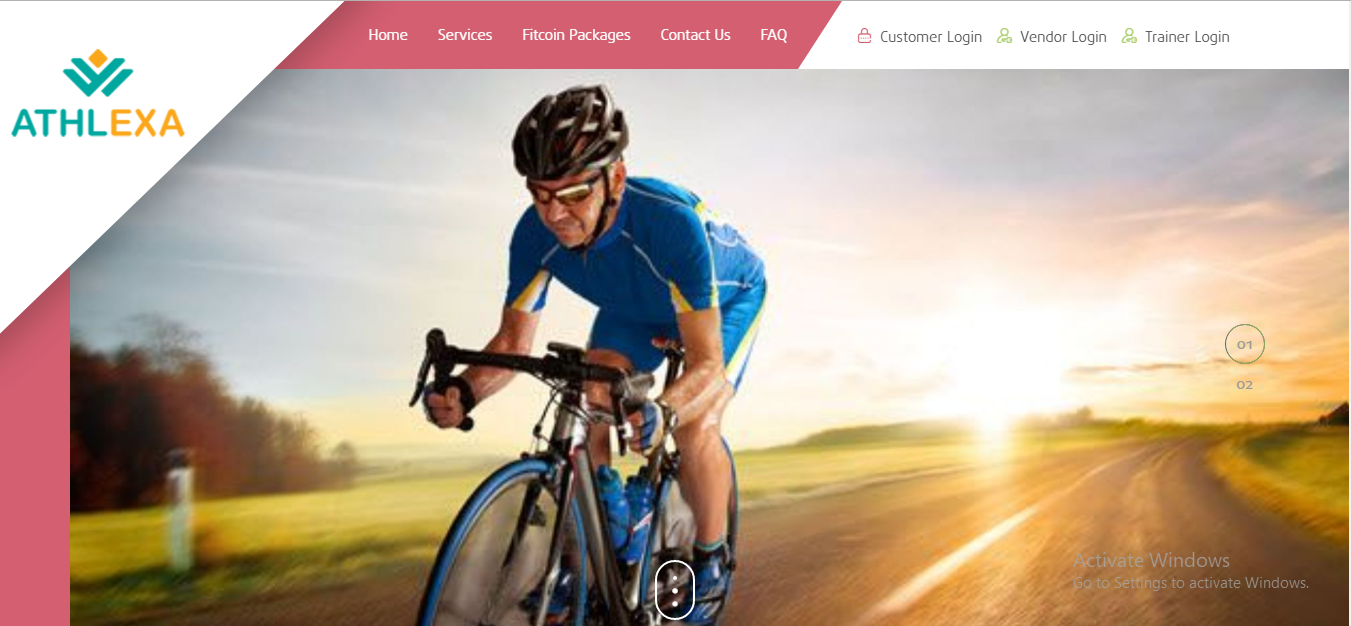 Home Services Fitcoin Packages Contact Us FAQ Customer Login Vendor Login Trainer Login
ATHLEXA
01
02
Activate Windows
Go to Settings to activate Windows.